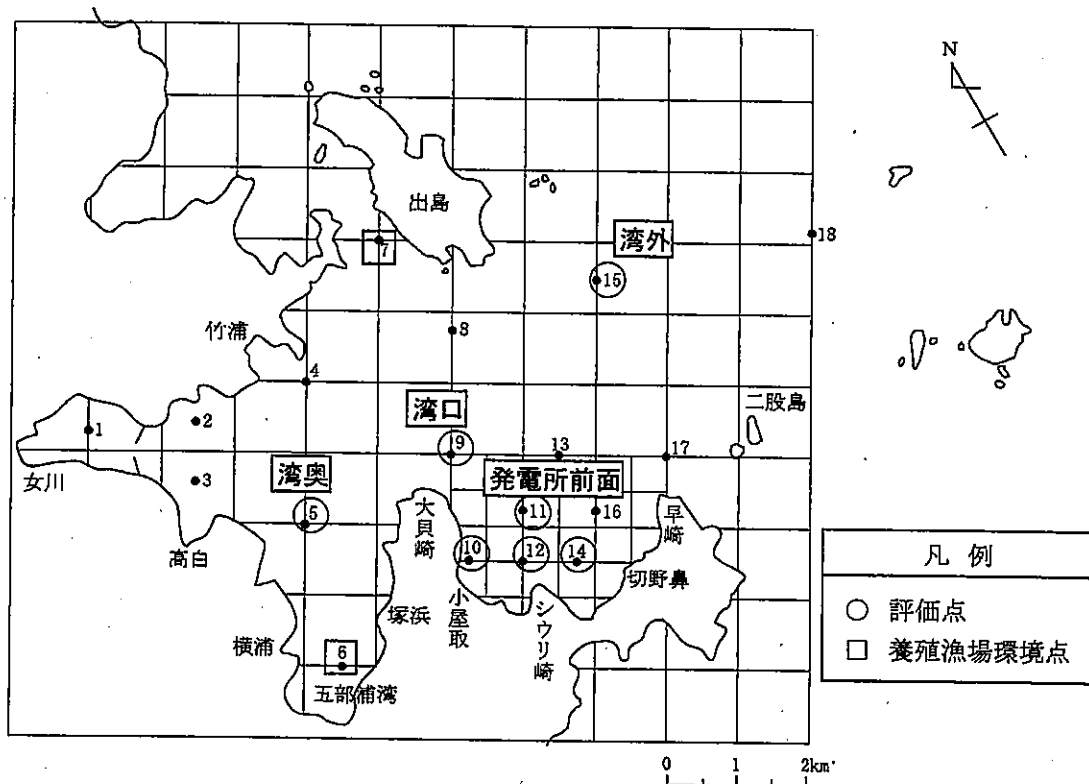 N
出島
湾外
18
7
15
竹浦
8
4
二股島
湾口
1
2
9
13
17
女川
3
湾奥
発電所前面
5
大貝崎
11
16
早崎
高白
10
12
14
切野鼻
凡例
塚浜
小屋取
シウリ崎
○ 評価点
横浦
6
□ 養殖漁場環境点
五部浦湾
0 1 2km